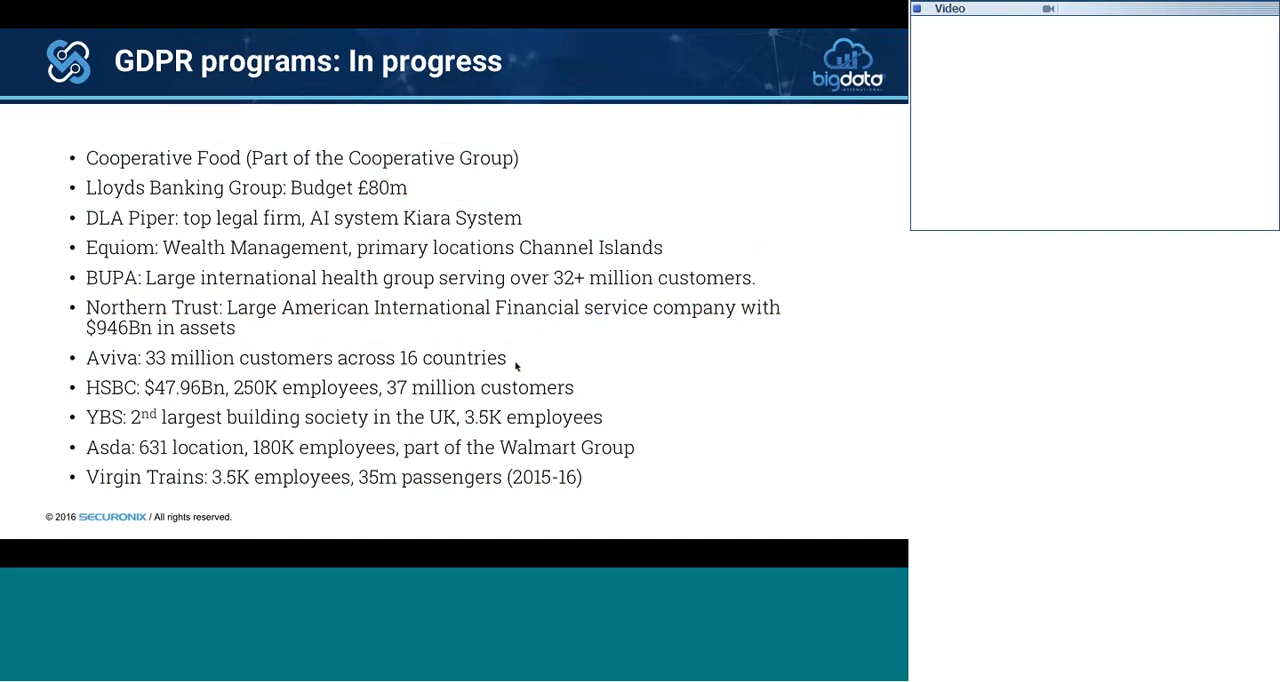 GDPR programs: In progress
bigdata
INTERNATIONAL
Video
• Cooperative Food (Part of the Cooperative Group)
• Lloyds Banking Group: Budget £80m
• DLA Piper: top legal firm, AI system Kiara System
• Equiom: Wealth Management, primary locations Channel Islands
• BUPA: Large international health group serving over 32+ million customers.
• Northern Trust: Large American International Financial service company with
$946Bn in assets
• Aviva: 33 million customers across 16 countries
• HSBC: $47.96Bn, 250K employees, 37 million customers
• YBS: 2nd largest building society in the UK, 3.5K employees
• Asda: 631 location, 180K employees, part of the Walmart Group
• Virgin Trains: 3.5K employees, 35m passengers (2015-16)
© 2016 SECURONIX / All rights reserved.